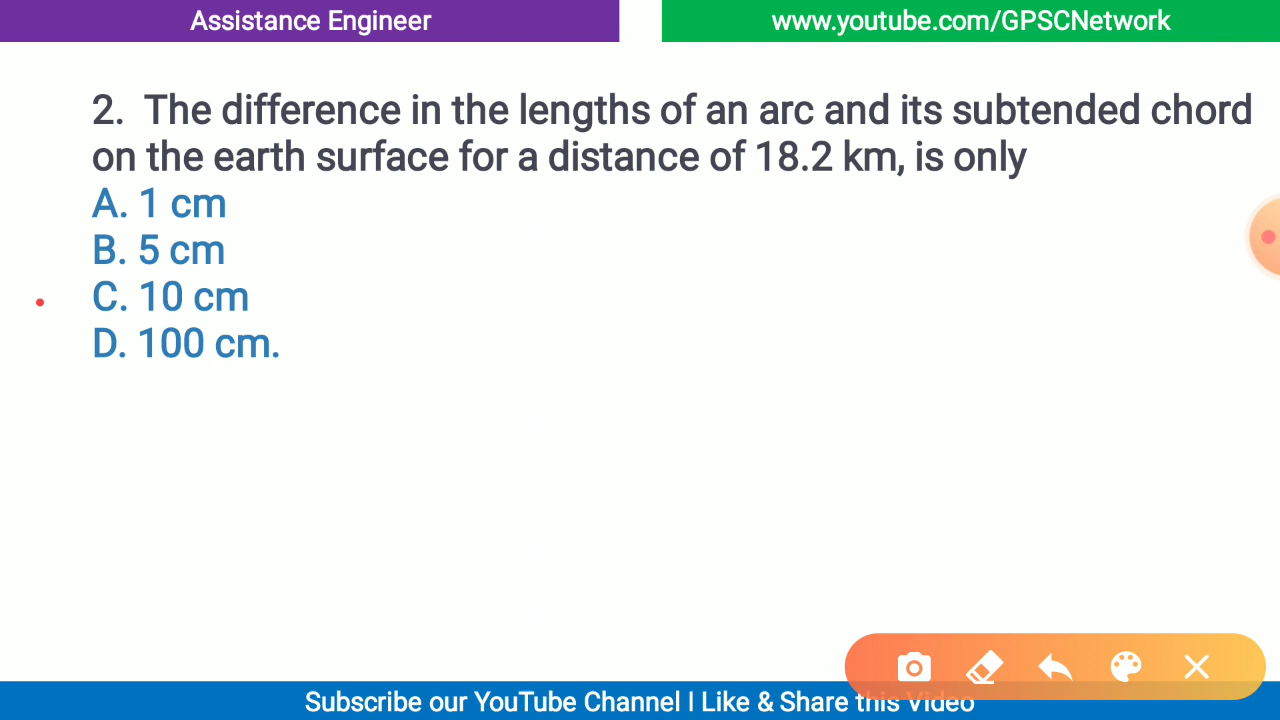 Assistance Engineer
www.youtube.com/GPSCNetwork
2. The difference in the lengths of an arc and its subtended chord
on the earth surface for a distance of 18.2 km, is only
A. 1 cm
B. 5 cm
C. 10 cm
D. 100 cm.
Subscribe our YouTube Channel I Like & Share this Video